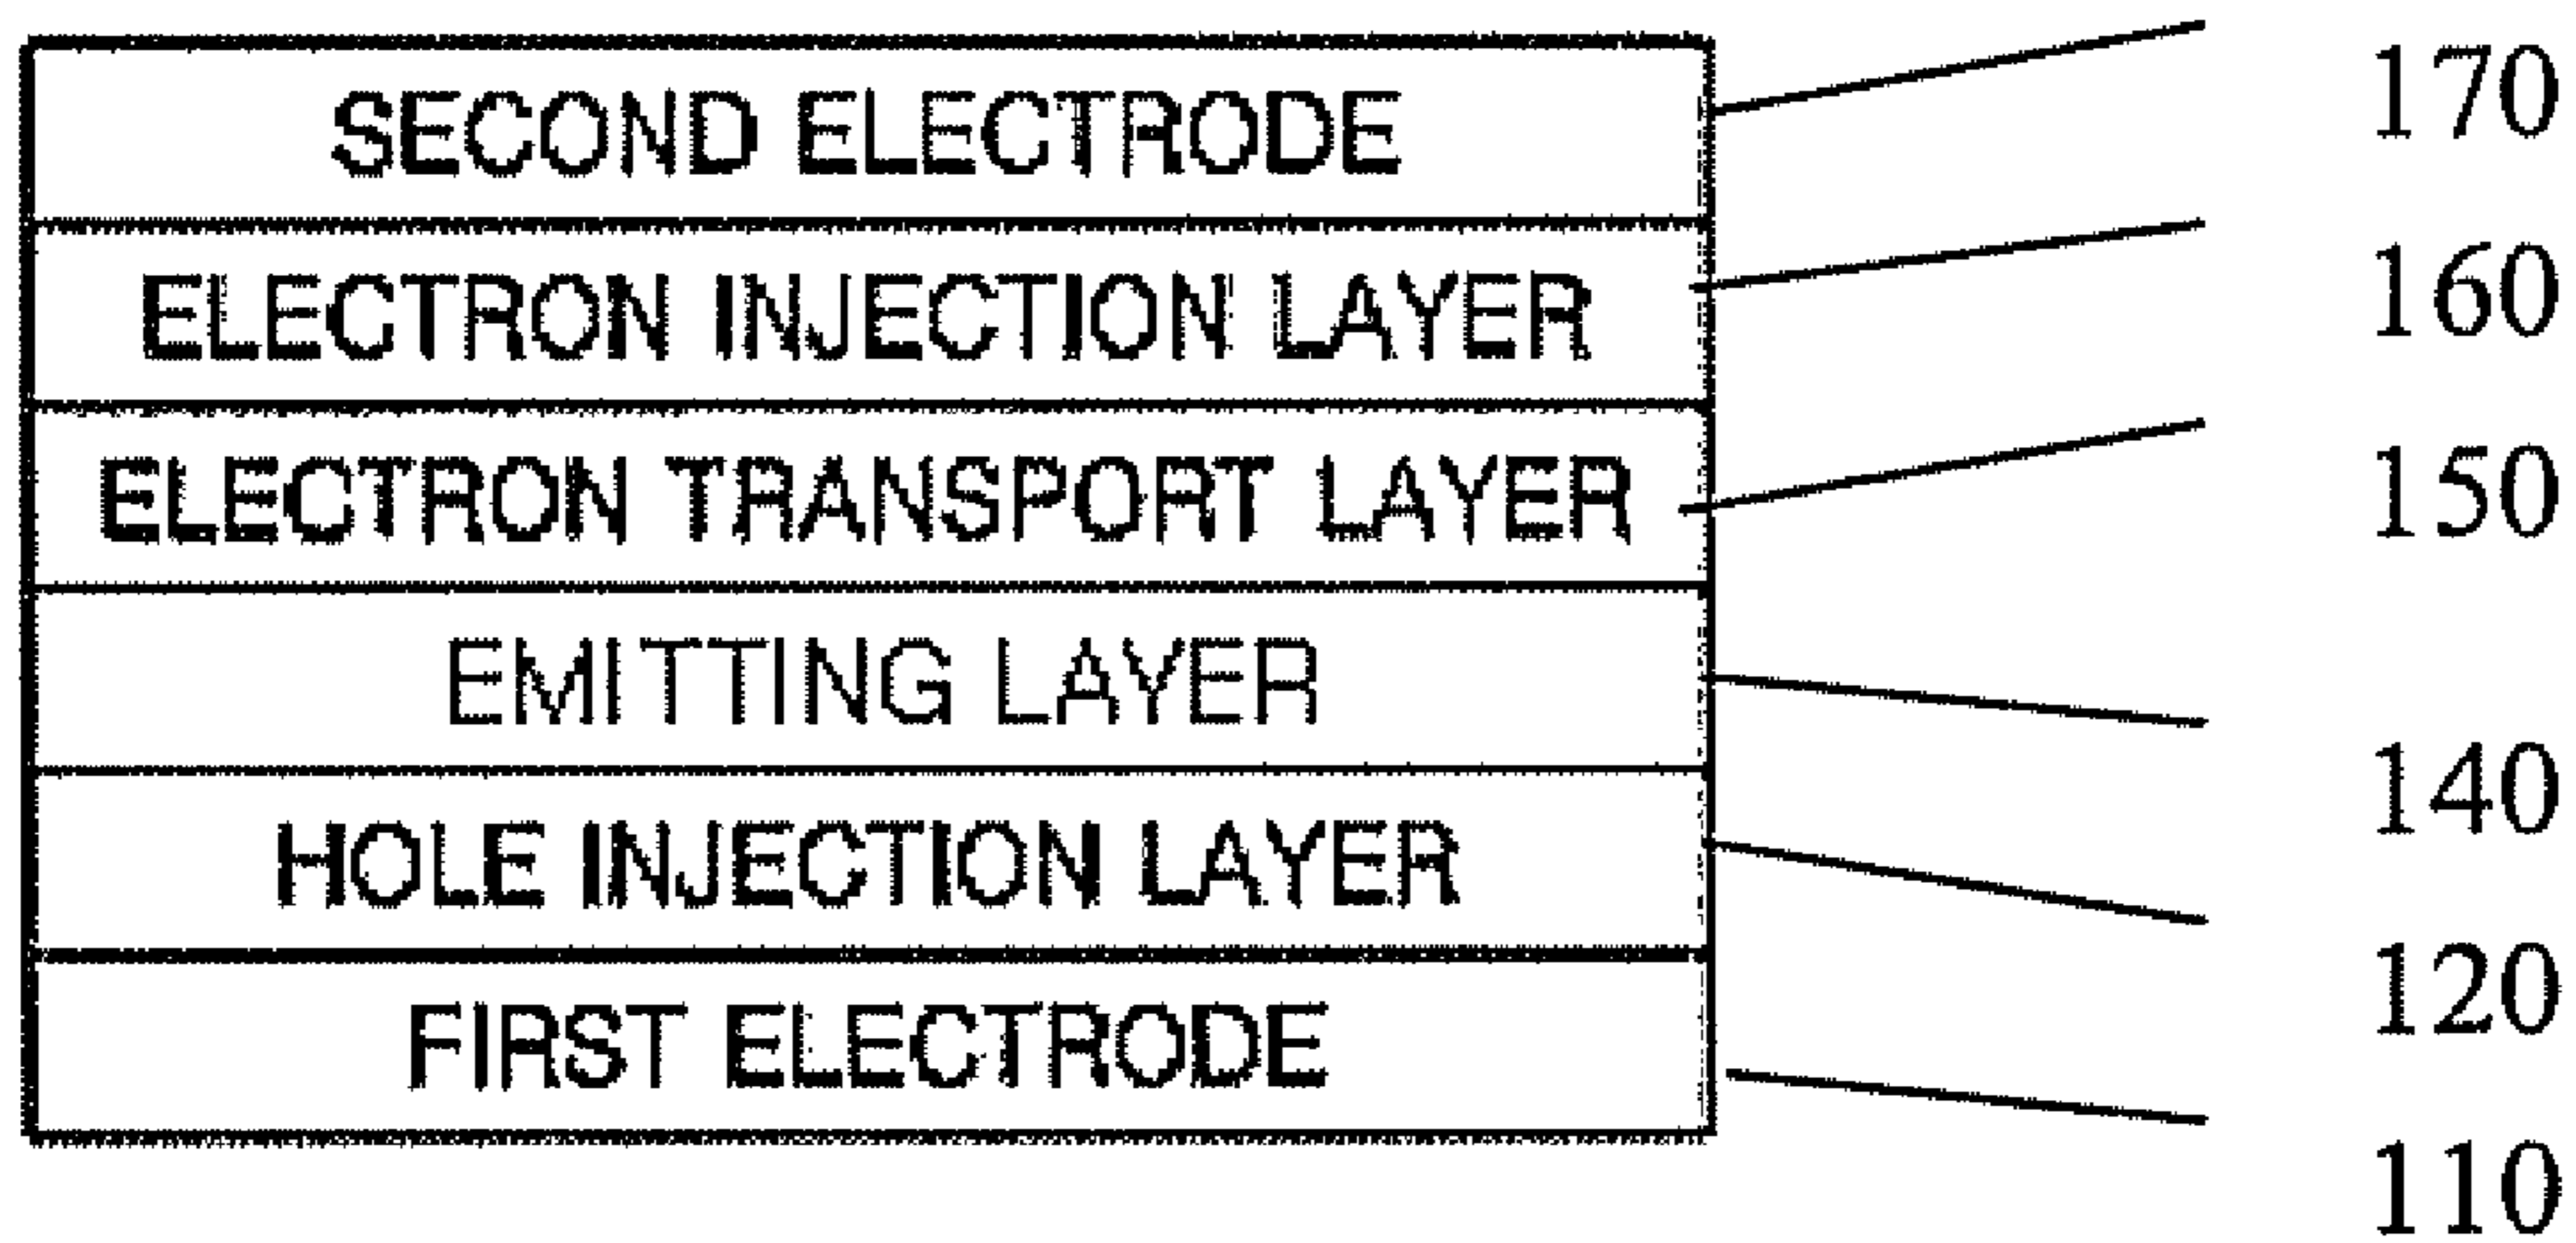 SECOND ELECTRODE 170
ELECTRON INJECTION LAYER 160
ELECTRON TRANSPORT LAYER 150
EMITTING LAYER 140
HOLE INJECTION LAYER 120
FIRST ELECTRODE 110